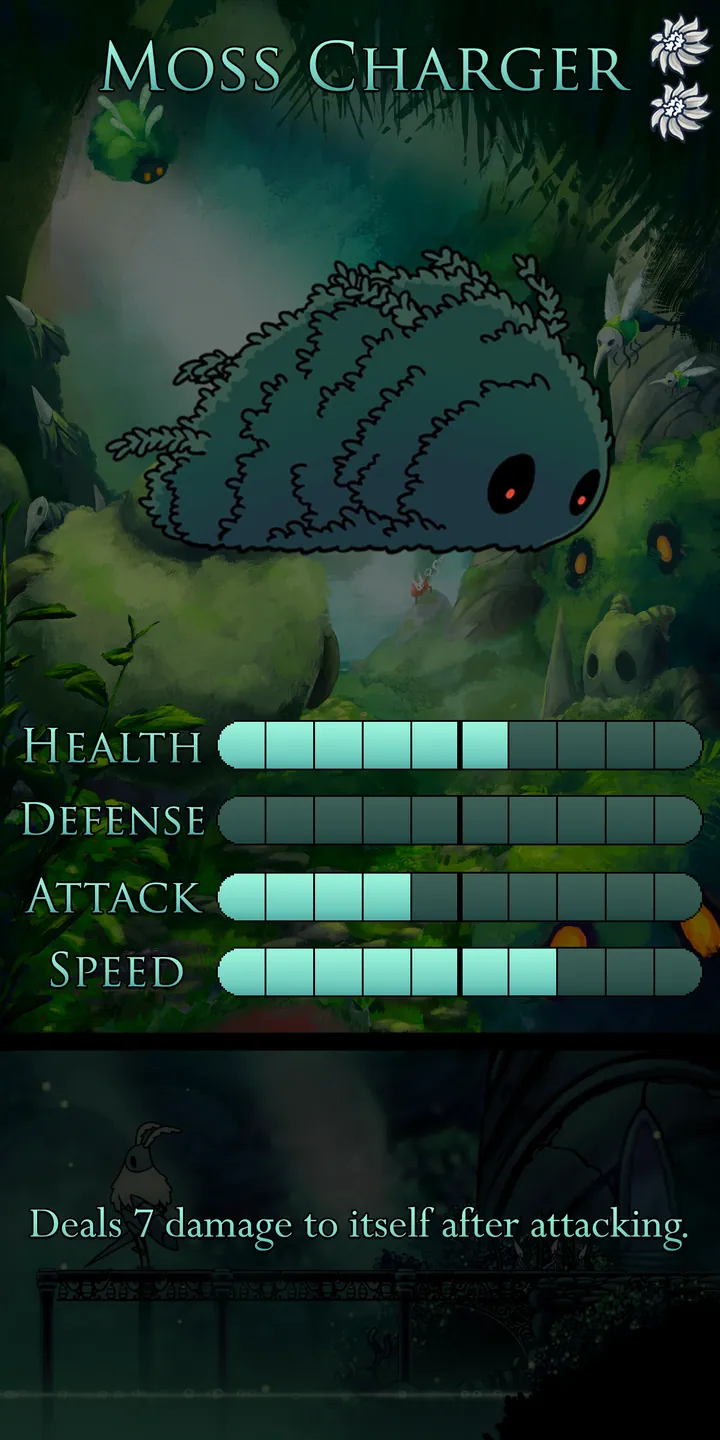 Moss Charger
Health
Defense
Attack
Speed
Deals 7 damage to itself after attacking.